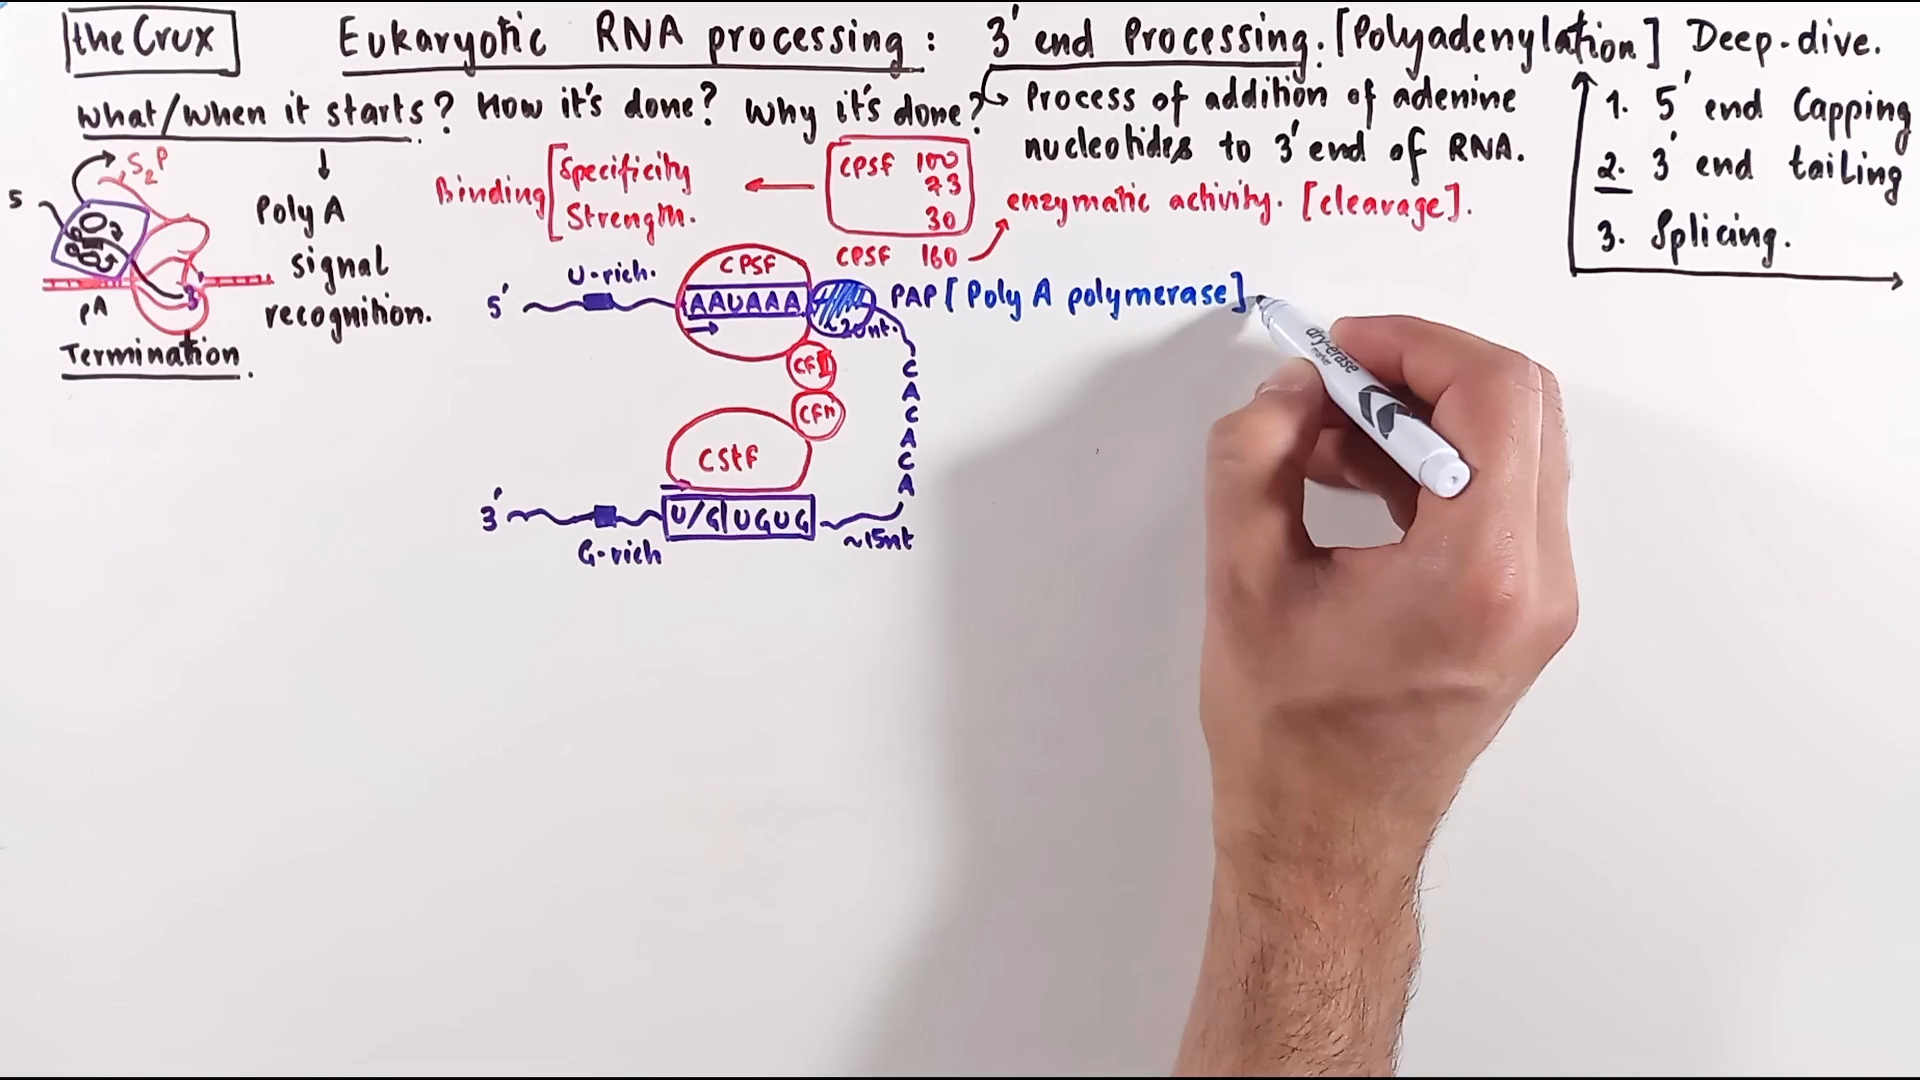 the Crux
Eukaryotic RNA processing : 3' end Processing. [Polyadenylation] Deep-dive.
What/when it starts? How it's done? Why it's done?
Process of addition of adenine
nucleotides to 3' end of RNA.
1. 5' end Capping
2. 3' end tailing
3. Splicing.
S2P
5
PA
Termination.
Poly A
signal
recognition.
Binding [Specificity
Strength.
CPSF 100
73
30
CPSF 160
enzymatic activity. [cleavage].
U-rich.
CPSF
5'
AAUAAA
~20nt.
PAP [Poly A polymerase]
CFI
CFII
CACACA
CStF
3'
U/G|UGUG
G-rich
~15nt
dry-erase
marker